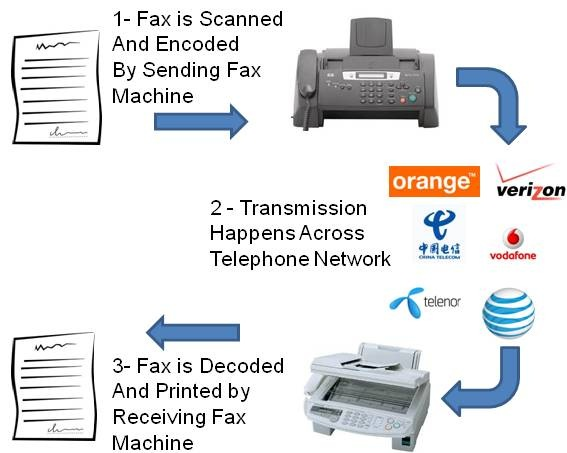 1- Fax is Scanned
And Encoded
By Sending Fax
Machine
orange™
verizon
2 - Transmission
Happens Across
Telephone Network
中国电信
CHINA TELECOM
vodafone
telenor
3- Fax is Decoded
And Printed by
Receiving Fax
Machine